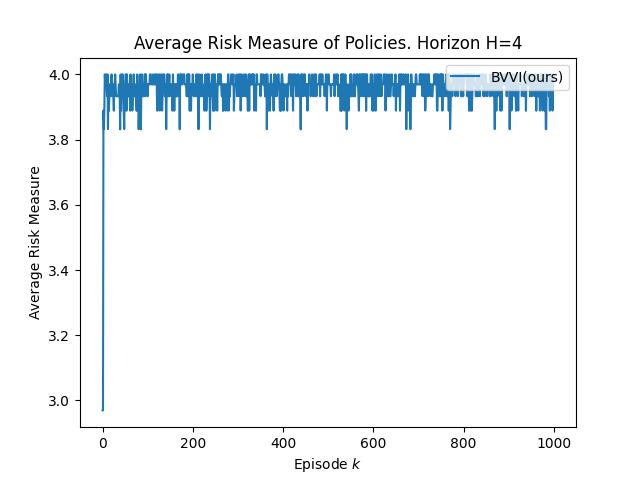 Average Risk Measure of Policies. Horizon H=4
BVVI(ours)
Average Risk Measure
4.0
3.8
3.6
3.4
3.2
3.0
0 200 400 600 800 1000
Episode k